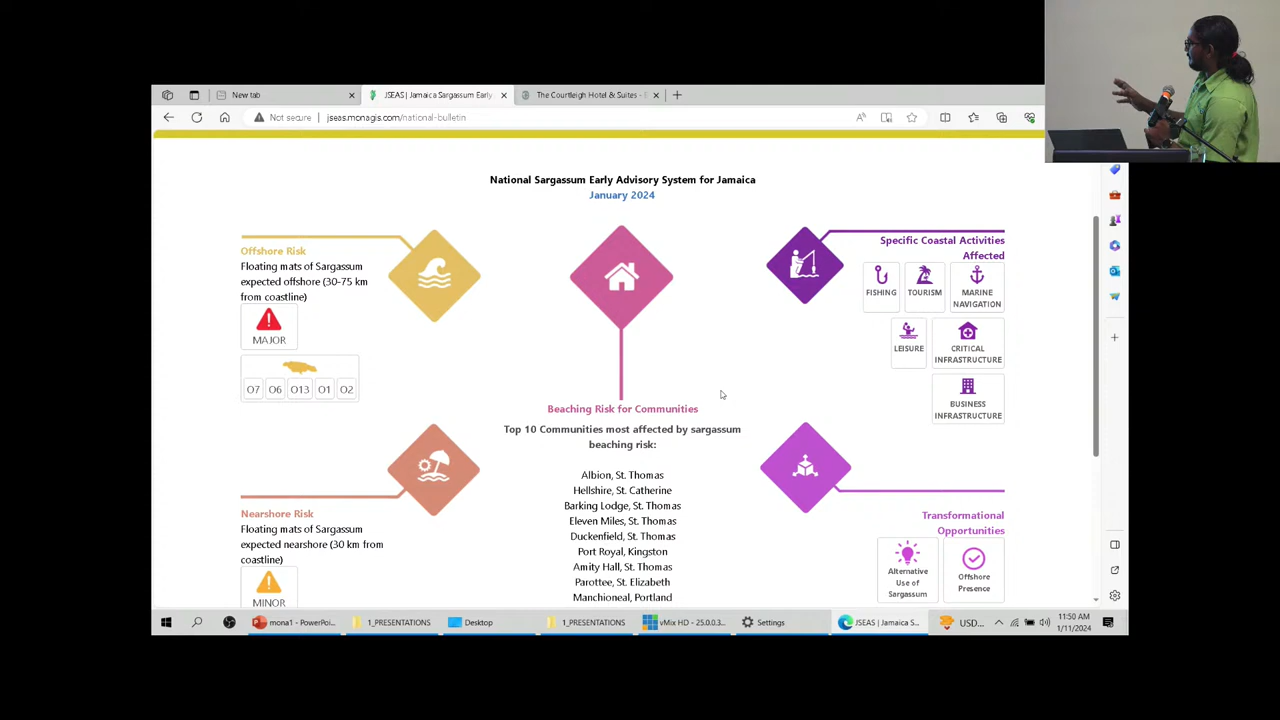 New tab
JSEAS | Jamaica Sargassum Early
The Courtleigh Hotel & Suites - S
Not secure
jseas.monagis.com/national-bulletin
National Sargassum Early Advisory System for Jamaica
January 2024
Offshore Risk
Floating mats of Sargassum
expected offshore (30-75 km
from coastline)
MAJOR
O7 O6 O13 O1 O2
Nearshore Risk
Floating mats of Sargassum
expected nearshore (30 km from
coastline)
MINOR
Beaching Risk for Communities
Top 10 Communities most affected by sargassum
beaching risk:
Albion, St. Thomas
Hellshire, St. Catherine
Barking Lodge, St. Thomas
Eleven Miles, St. Thomas
Duckenfield, St. Thomas
Port Royal, Kingston
Amity Hall, St. Thomas
Parottee, St. Elizabeth
Manchioneal, Portland
Specific Coastal Activities
Affected
FISHING
TOURISM
MARINE
NAVIGATION
LEISURE
CRITICAL
INFRASTRUCTURE
BUSINESS
INFRASTRUCTURE
Transformational
Opportunities
Alternative
Use of
Sargassum
Offshore
Presence
mona1 - PowerPoi...
1_PRESENTATIONS
Desktop
1_PRESENTATIONS
vMix HD - 25.0.0.3...
Settings
JSEAS | Jamaica S...
USD...
11:50 AM
1/11/2024